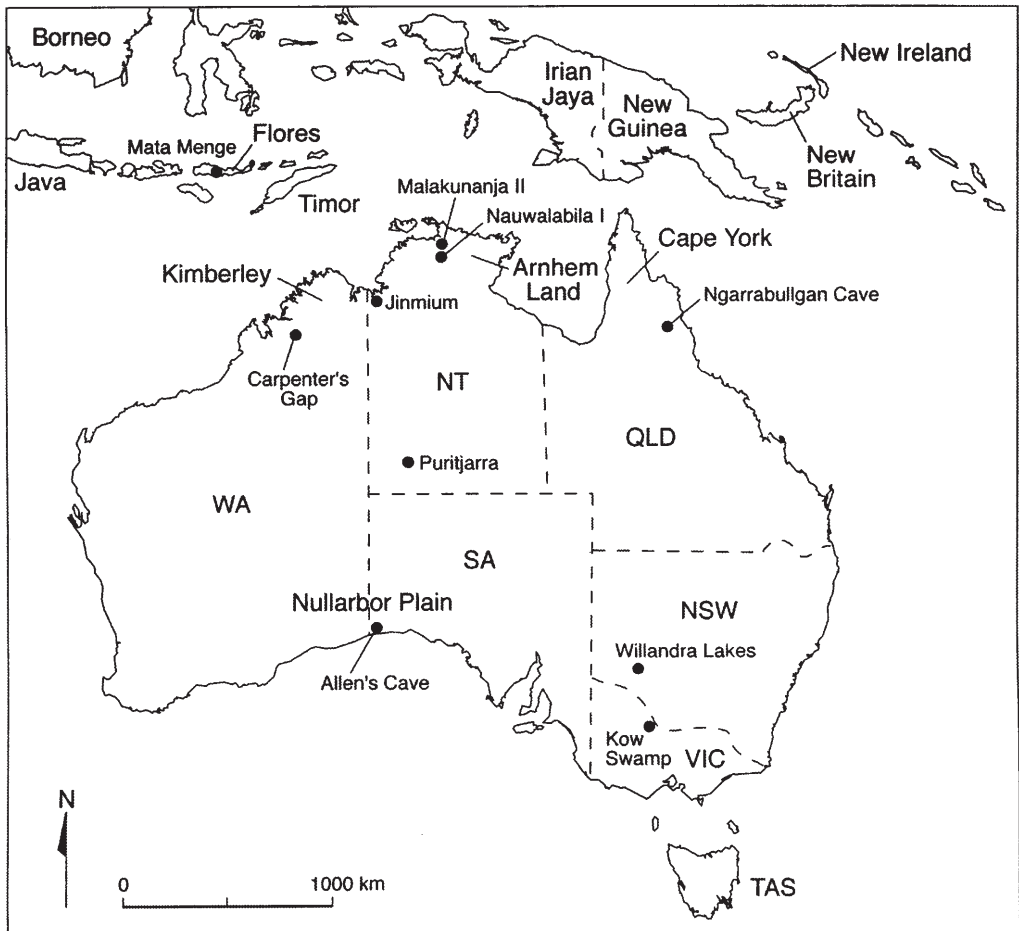 Borneo
New Ireland
Irian
Jaya
New
Guinea
Mata Menge
Flores
Java
New
Britain
Timor
Malakunanja II
Nauwalabila I
Cape York
Kimberley
Arnhem
Land
Jinmium
Ngarrabullgan Cave
Carpenter's
Gap
NT
QLD
Puritjarra
WA
SA
Nullarbor Plain
NSW
Willandra Lakes
Allen's Cave
Kow
Swamp
VIC
N
0
1000 km
TAS